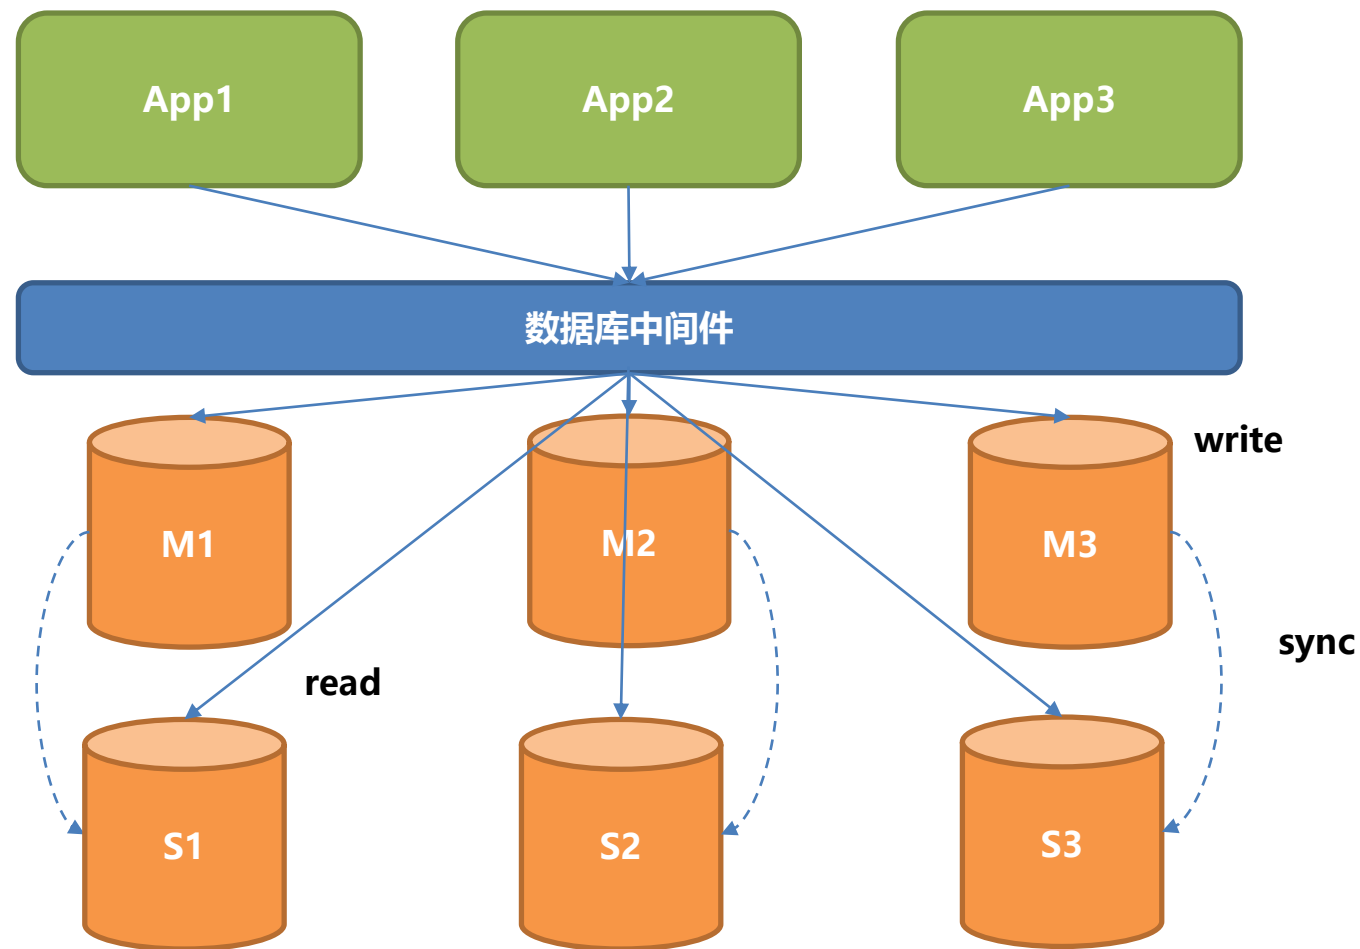 App1
App2
App3
数据库中间件
write
M1
M2
M3
sync
read
S1
S2
S3